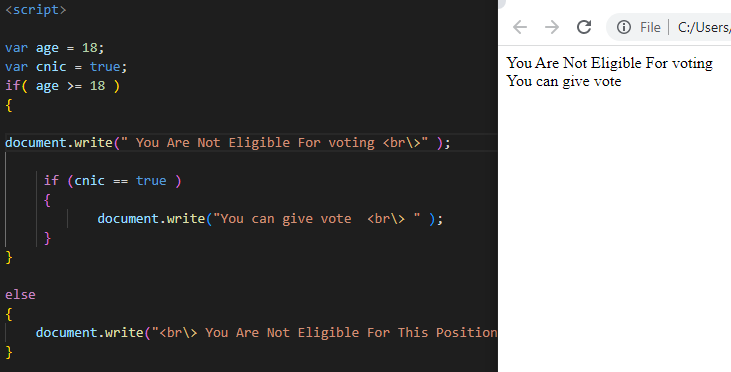 <script>
var age = 18;
var cnic = true;
if( age >= 18 )
{
document.write(" You Are Not Eligible For voting <br\>" );
if (cnic == true )
{
document.write("You can give vote  <br\> " );
}
}
else
{
document.write("<br\> You Are Not Eligible For This Position
}
File C:/Users/
You Are Not Eligible For voting
You can give vote